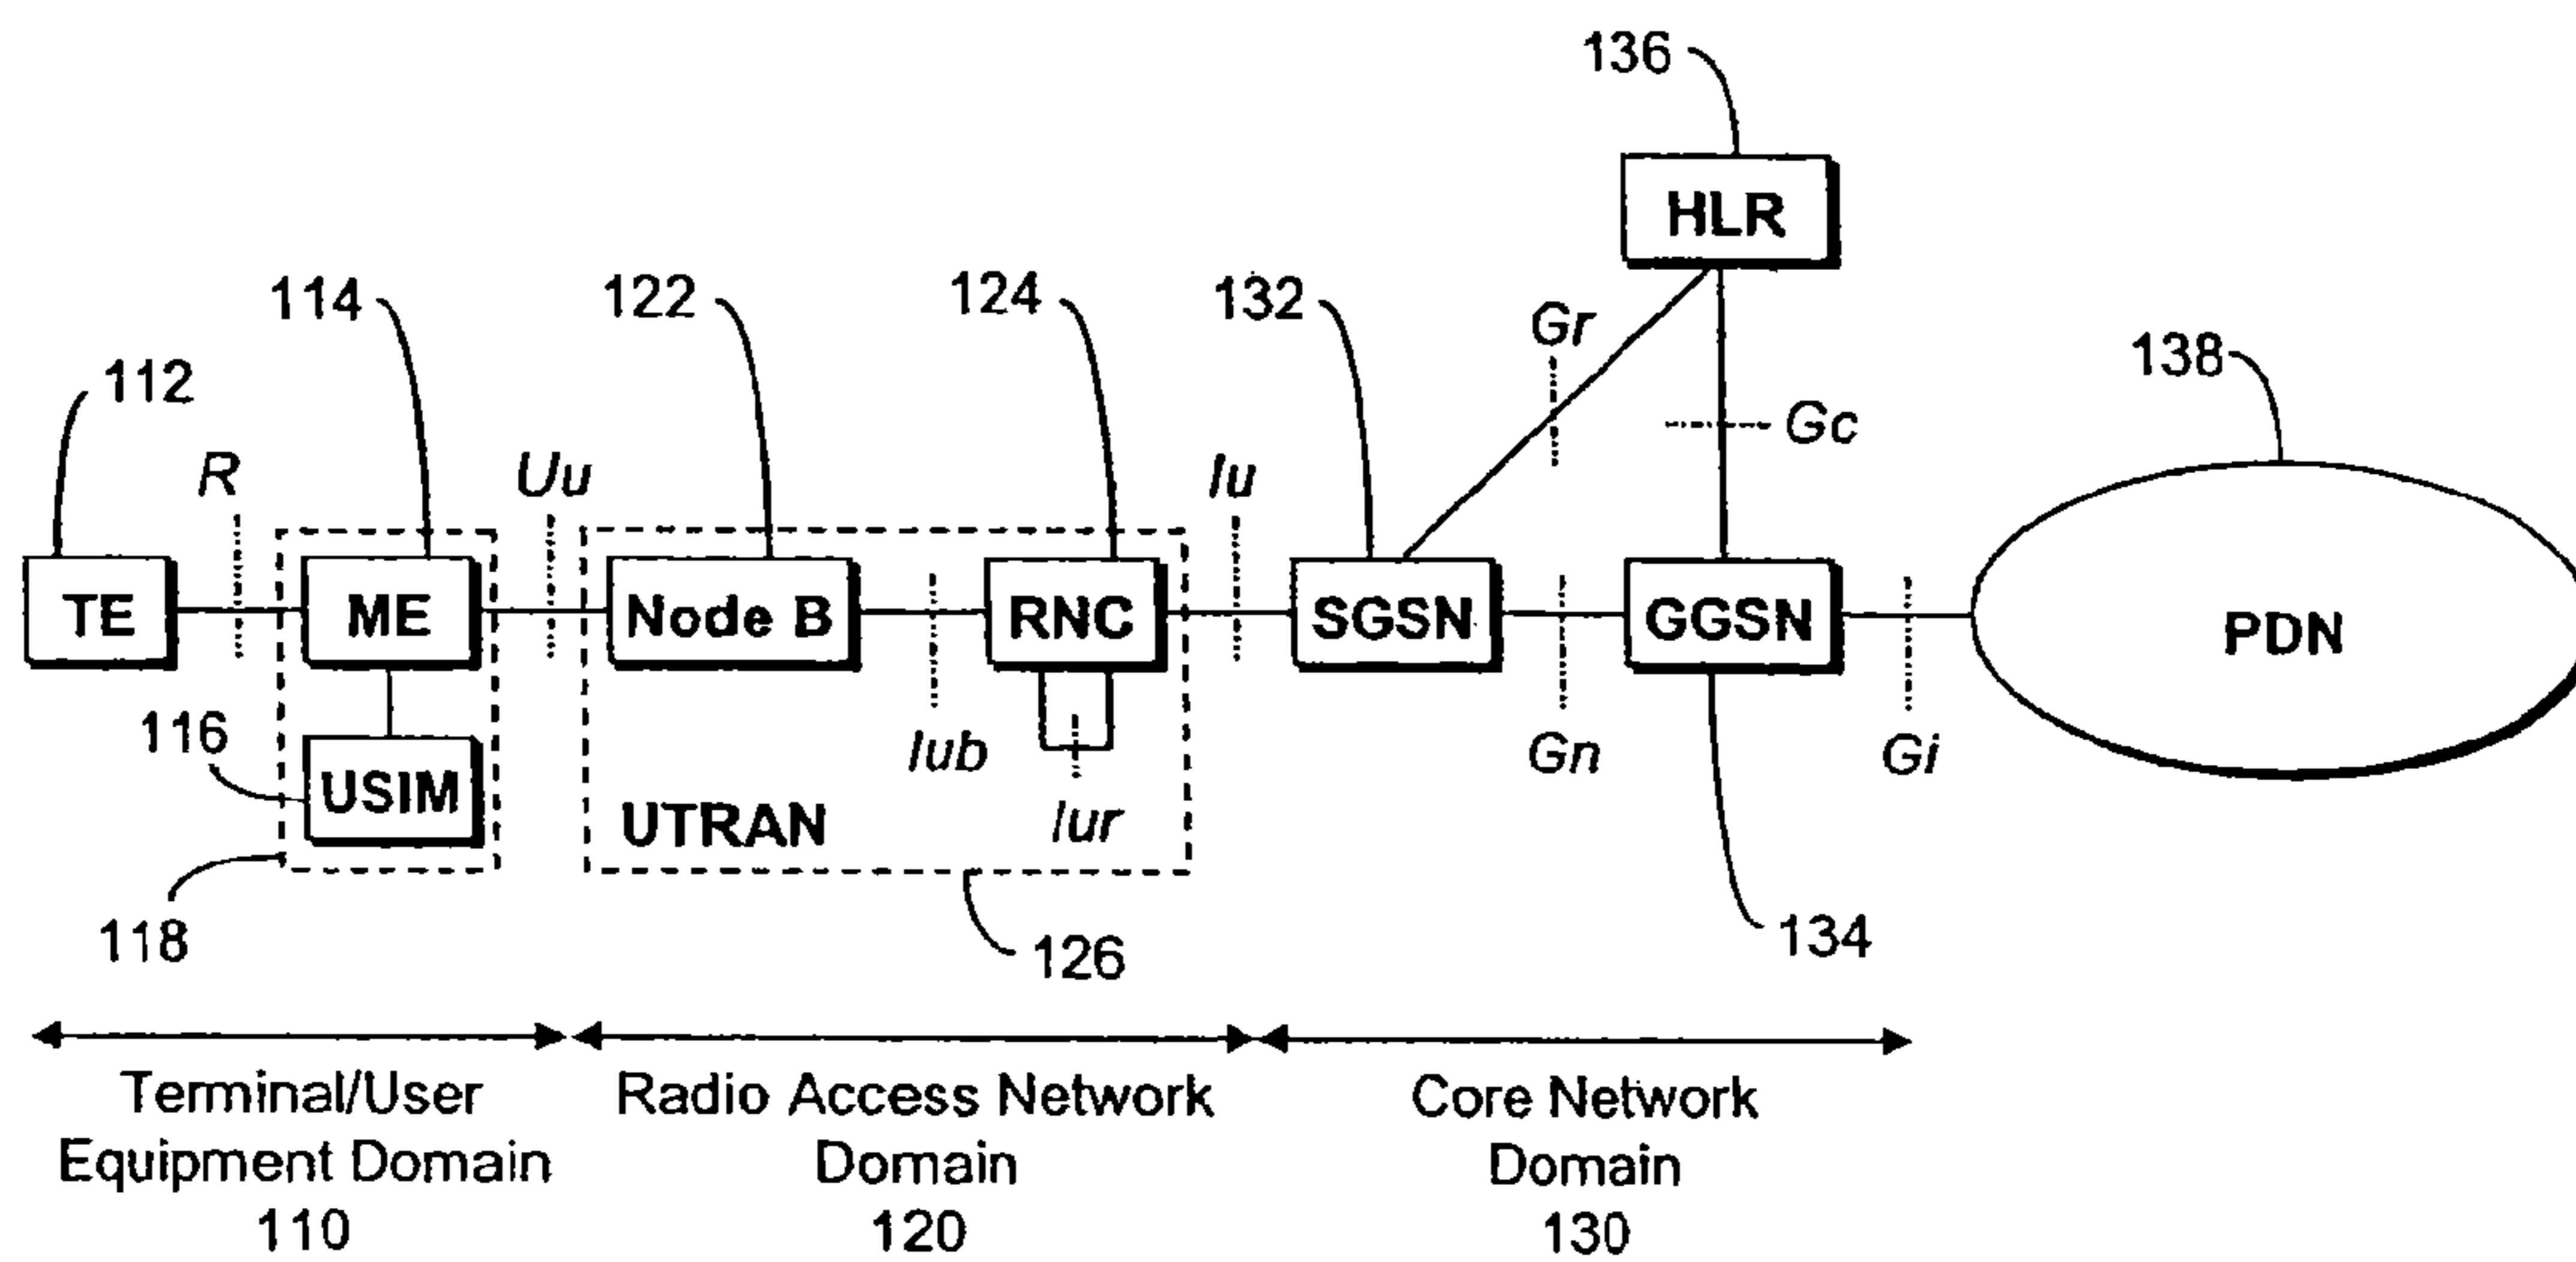 136
HLR
114
122
124
132
Gr
138
112
Gc
R
Uu
Iu
TE
ME
Node B
RNC
SGSN
GGSN
PDN
116
Iub
Gn
Gi
USIM
UTRAN
Iur
118
126
134
Terminal/User
Equipment Domain
110
Radio Access Network
Domain
120
Core Network
Domain
130